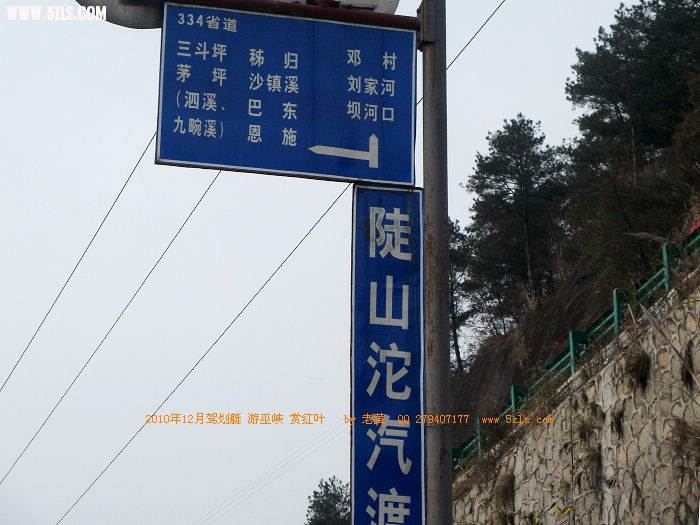 www.5ZLS.COM
334省道
三斗坪 秭归 邓村
茅坪 沙镇溪 刘家河
(泗溪、 巴东 坝河口
九畹溪) 恩施
陡山沱汽渡
2010年12月驾划艇 游巫峡 赏红叶 by 老黄 QQ 279407177 www.5zls.com